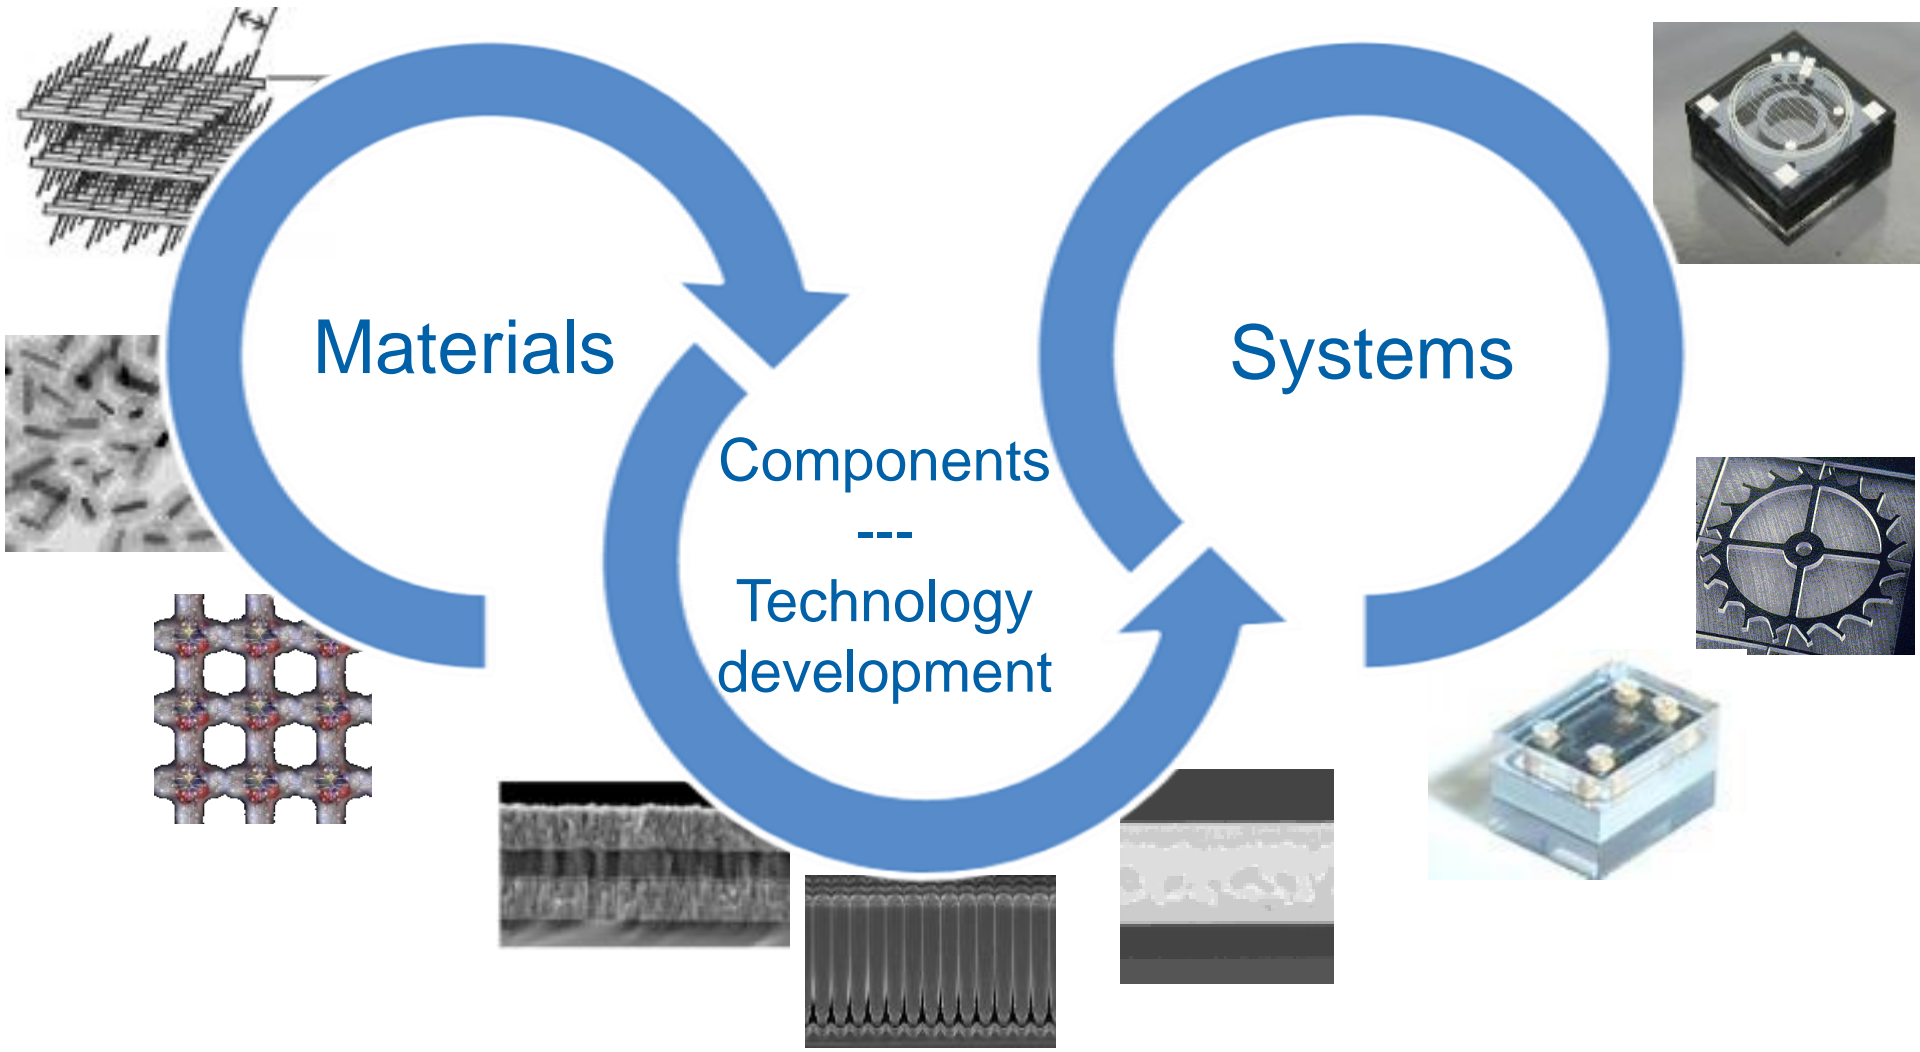 Materials
Components
---
Technology
development
Systems